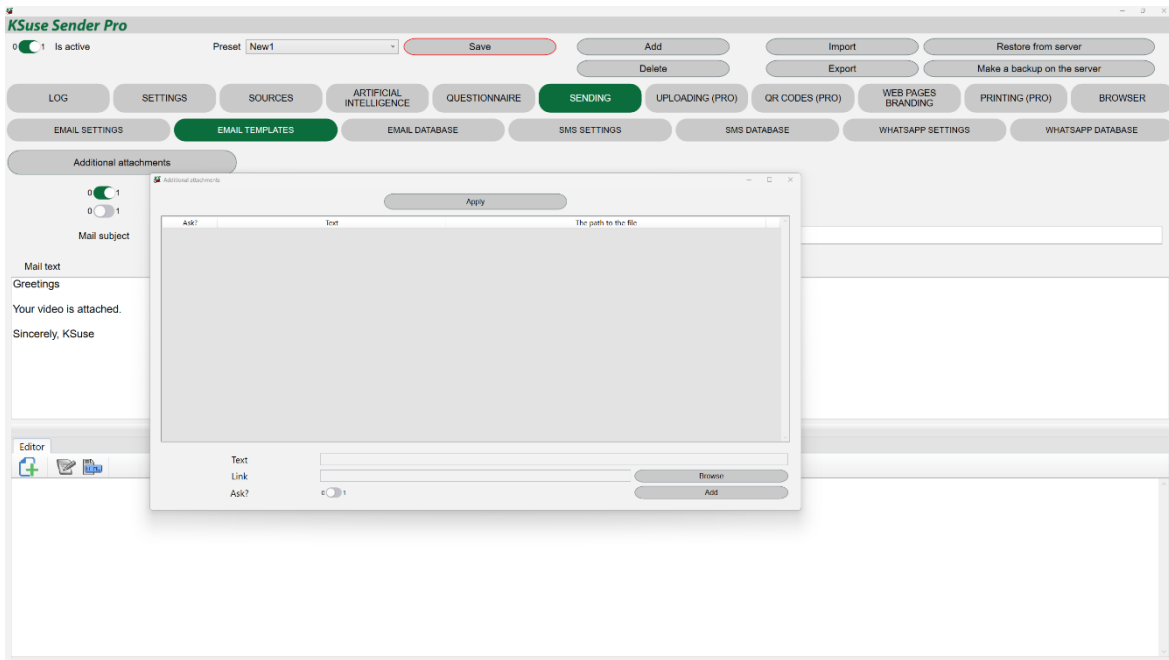 KSuse Sender Pro
0 1 Is active Preset New1 Save Add Import Restore from server
Delete Export Make a backup on the server
LOG SETTINGS SOURCES ARTIFICIAL INTELLIGENCE QUESTIONNAIRE SENDING UPLOADING (PRO) QR CODES (PRO) WEB PAGES BRANDING PRINTING (PRO) BROWSER
EMAIL SETTINGS EMAIL TEMPLATES EMAIL DATABASE SMS SETTINGS SMS DATABASE WHATSAPP SETTINGS WHATSAPP DATABASE
Additional attachments
0 1
0 1
Mail subject
Mail text
Greetings
Your video is attached.
Sincerely, KSuse
Editor
Additional attachments
Apply
Ask? Text The path to the file
Text
Link Browse
Ask? 0 1 Add